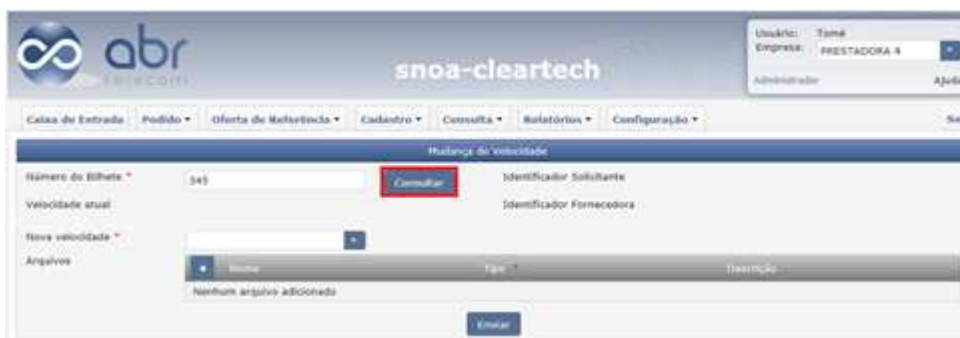 abr
telecom
snoa-cleartech
Usuário: Tomé
Empresa: PRESTADORA 4
Administrador Ajuda
Caixa de Entrada Pedido Oferta de Referência Cadastro Consulta Relatórios Configuração Sa
Mudança de Velocidade
Número do Bilhete * 345 Consultar Identificador Solicitante
Velocidade atual Identificador Fornecedora
Nova velocidade *
Arquivos
Nome Tipo * Descrição
Nenhum arquivo adicionado
Enviar